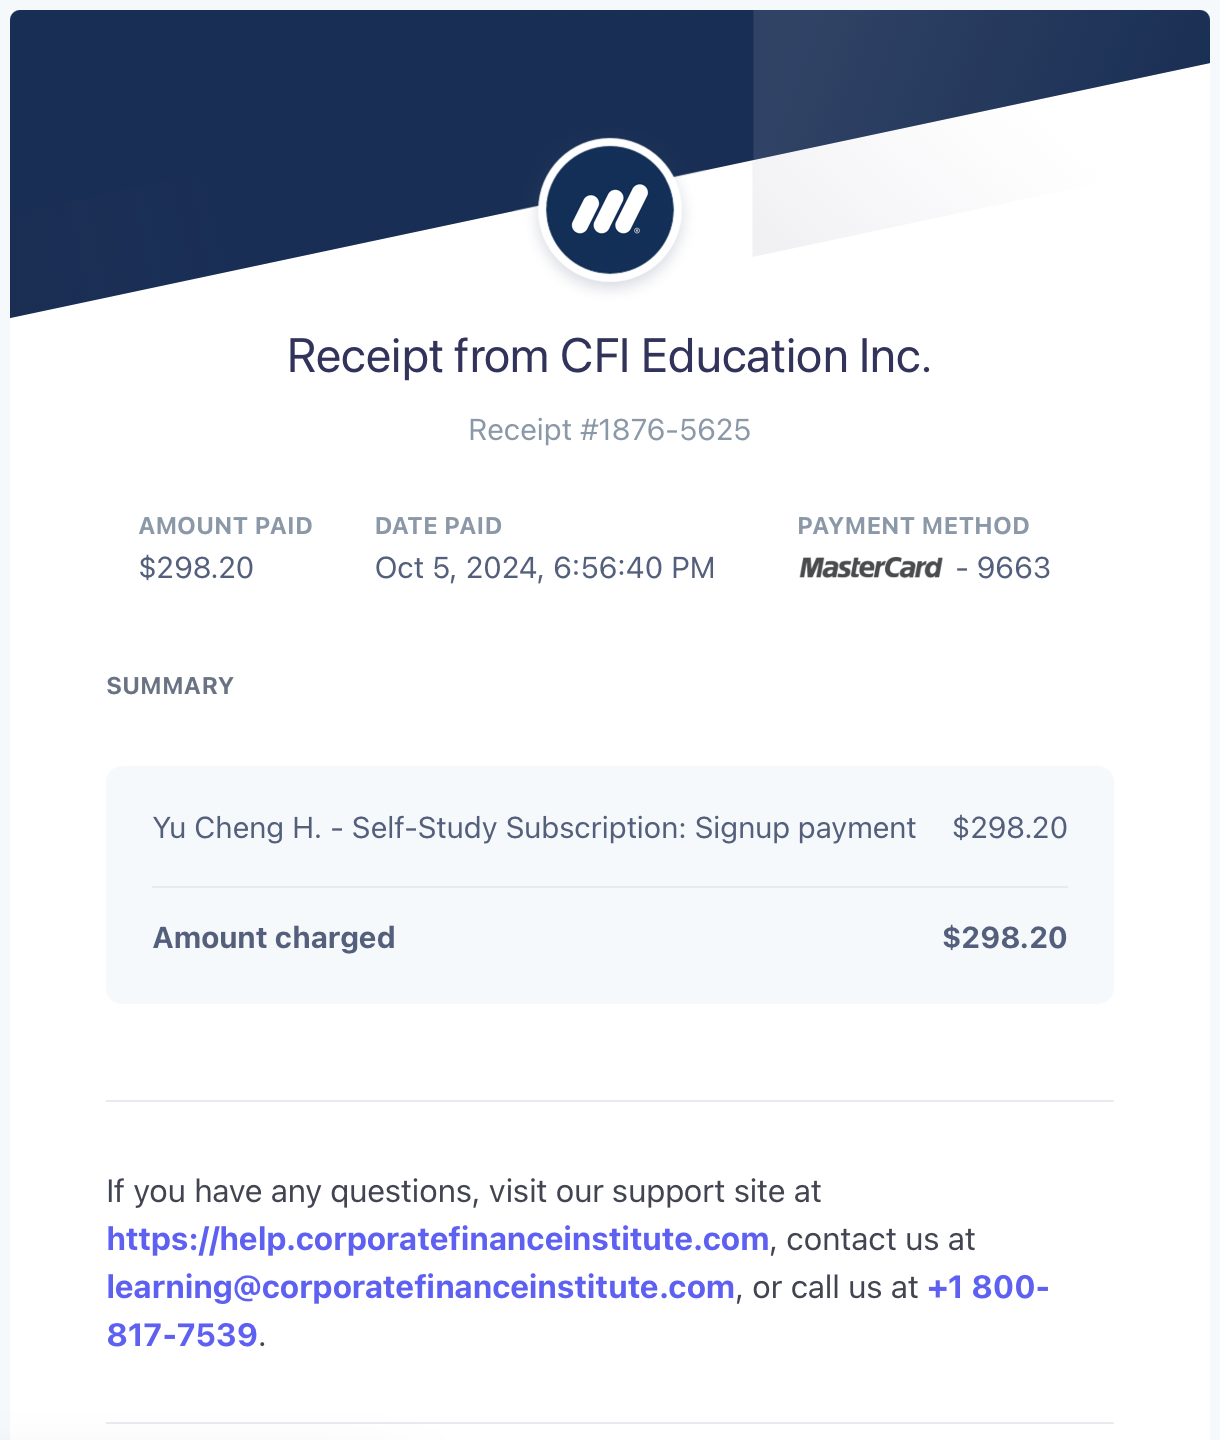 Receipt from CFI Education Inc.
Receipt #1876-5625
AMOUNT PAID DATE PAID PAYMENT METHOD
$298.20 Oct 5, 2024, 6:56:40 PM MasterCard - 9663
SUMMARY
Yu Cheng H. - Self-Study Subscription: Signup payment $298.20
Amount charged $298.20
If you have any questions, visit our support site at
https://help.corporatefinanceinstitute.com, contact us at
learning@corporatefinanceinstitute.com, or call us at +1 800-
817-7539.